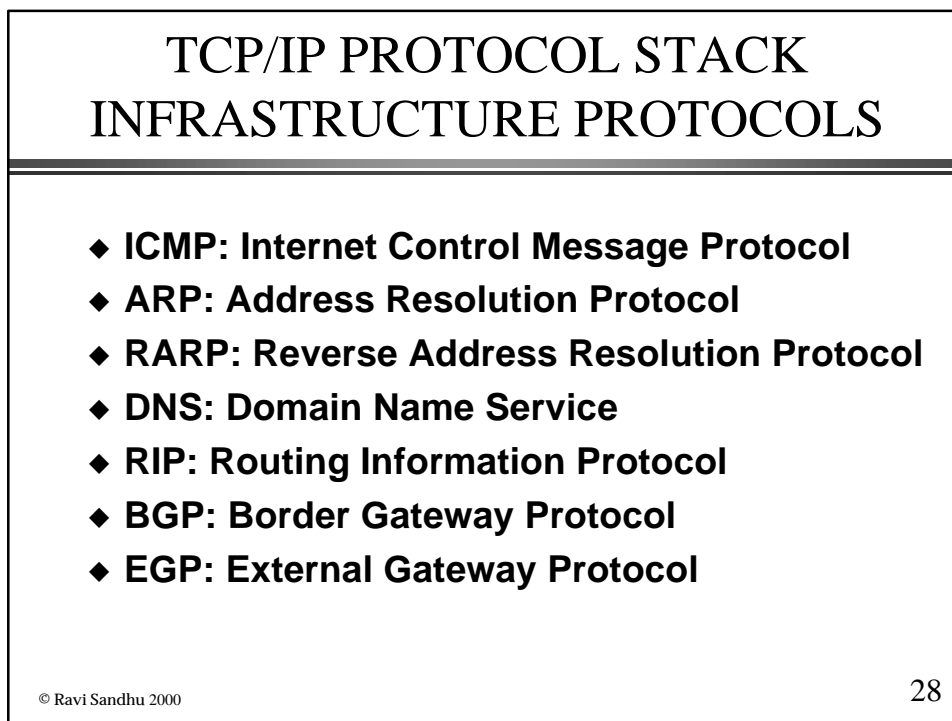 TCP/IP PROTOCOL STACK
INFRASTRUCTURE PROTOCOLS
◆ ICMP: Internet Control Message Protocol
◆ ARP: Address Resolution Protocol
◆ RARP: Reverse Address Resolution Protocol
◆ DNS: Domain Name Service
◆ RIP: Routing Information Protocol
◆ BGP: Border Gateway Protocol
◆ EGP: External Gateway Protocol
© Ravi Sandhu 2000
28